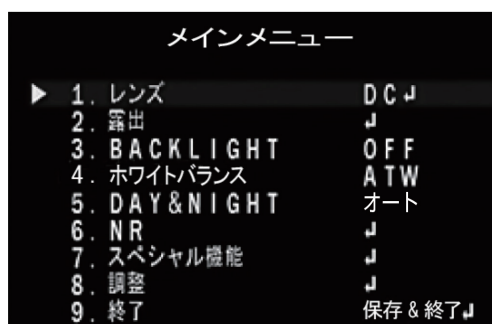 メインメニュー
▶ 1. レンズ DC↲
2. 露出 ↲
3. BACKLIGHT OFF
4. ホワイトバランス ATW
5. DAY&NIGHT オート
6. NR ↲
7. スペシャル機能 ↲
8. 調整 ↲
9. 終了 保存&終了↲